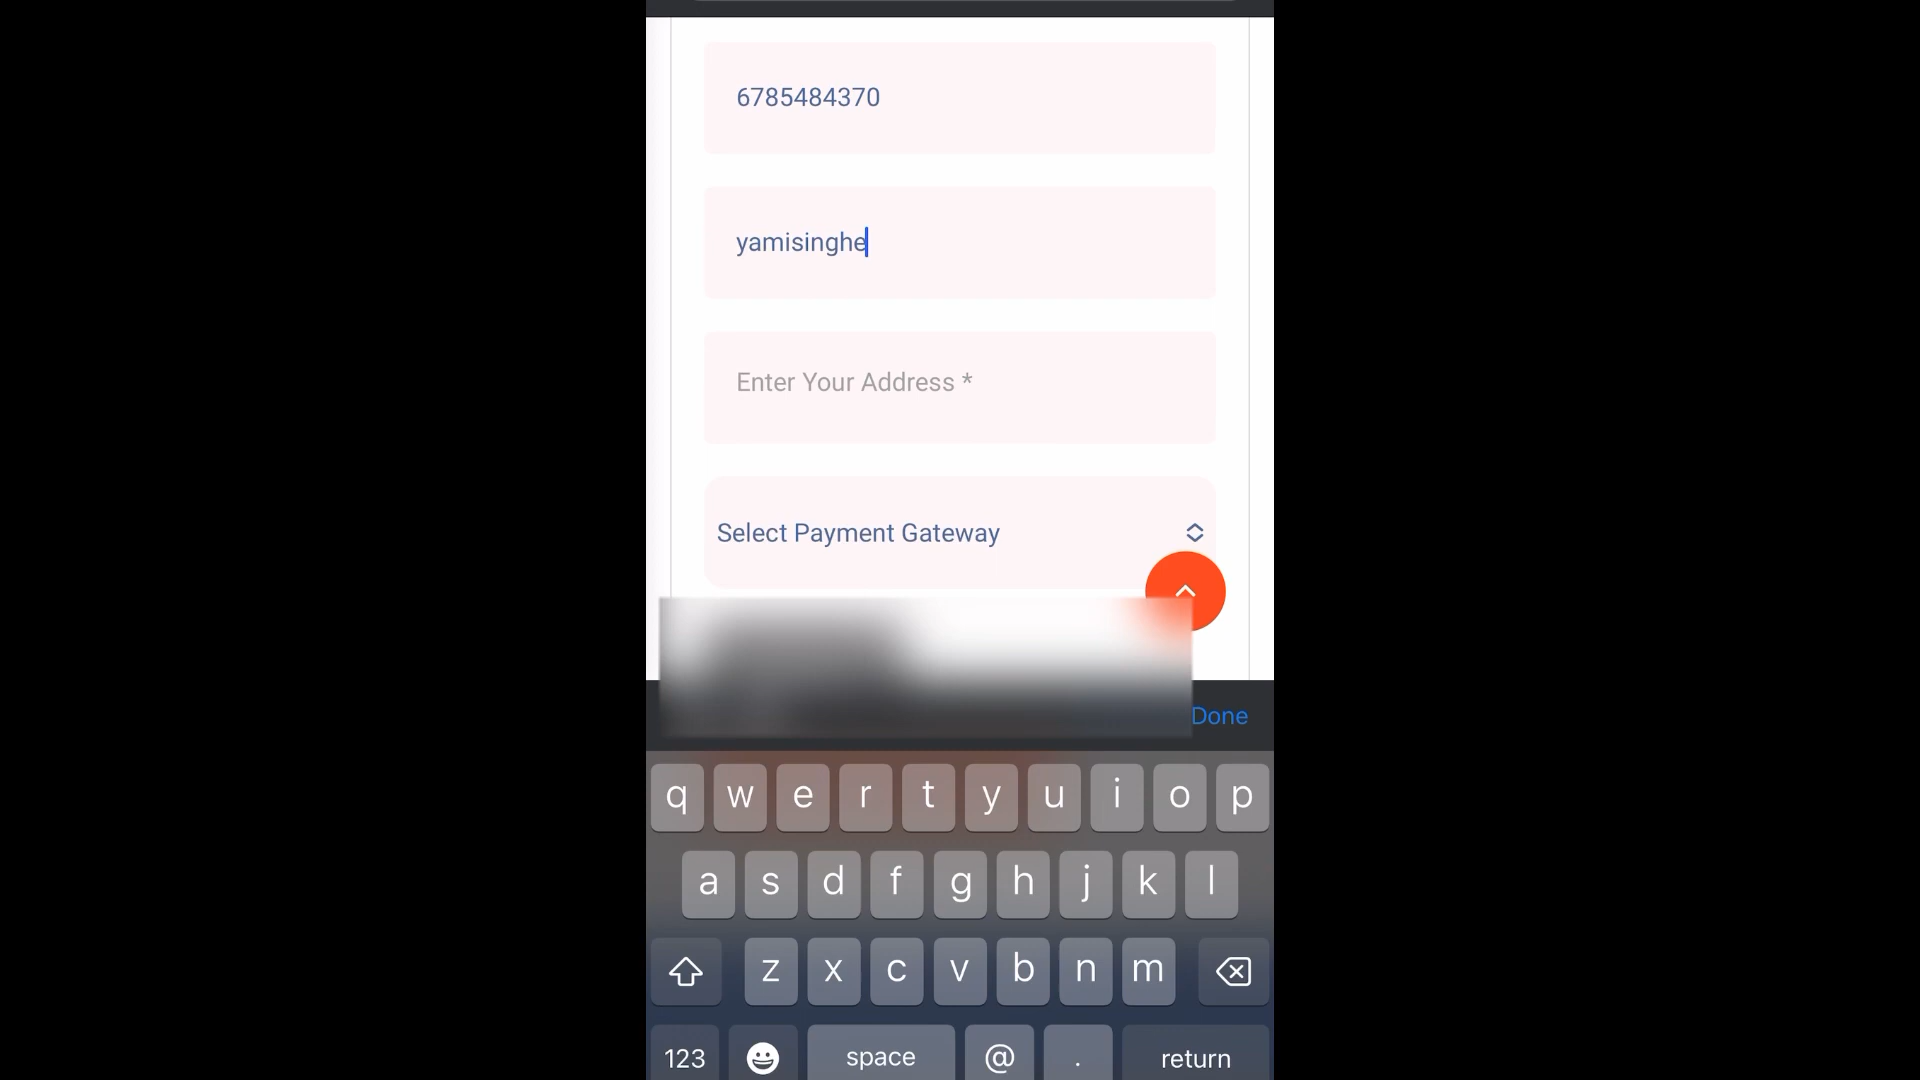 6785484370
yamisinghe
Enter Your Address *
Select Payment Gateway
Done
q w e r t y u i o p
a s d f g h j k l
z x c v b n m
123 space @ . return